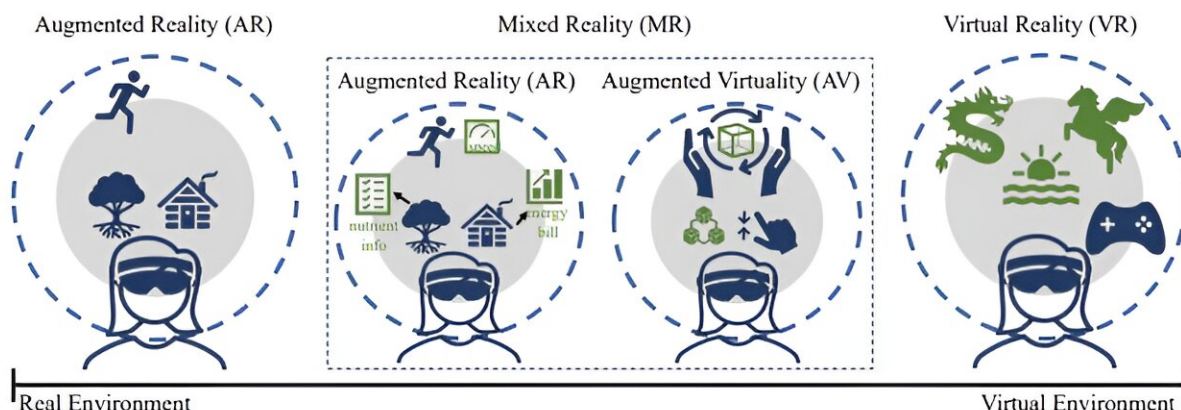 Augmented Reality (AR)
Mixed Reality (MR)
Virtual Reality (VR)
Augmented Reality (AR)
Augmented Virtuality (AV)
nutrient
info
energy
bill
Real Environment
Virtual Environment